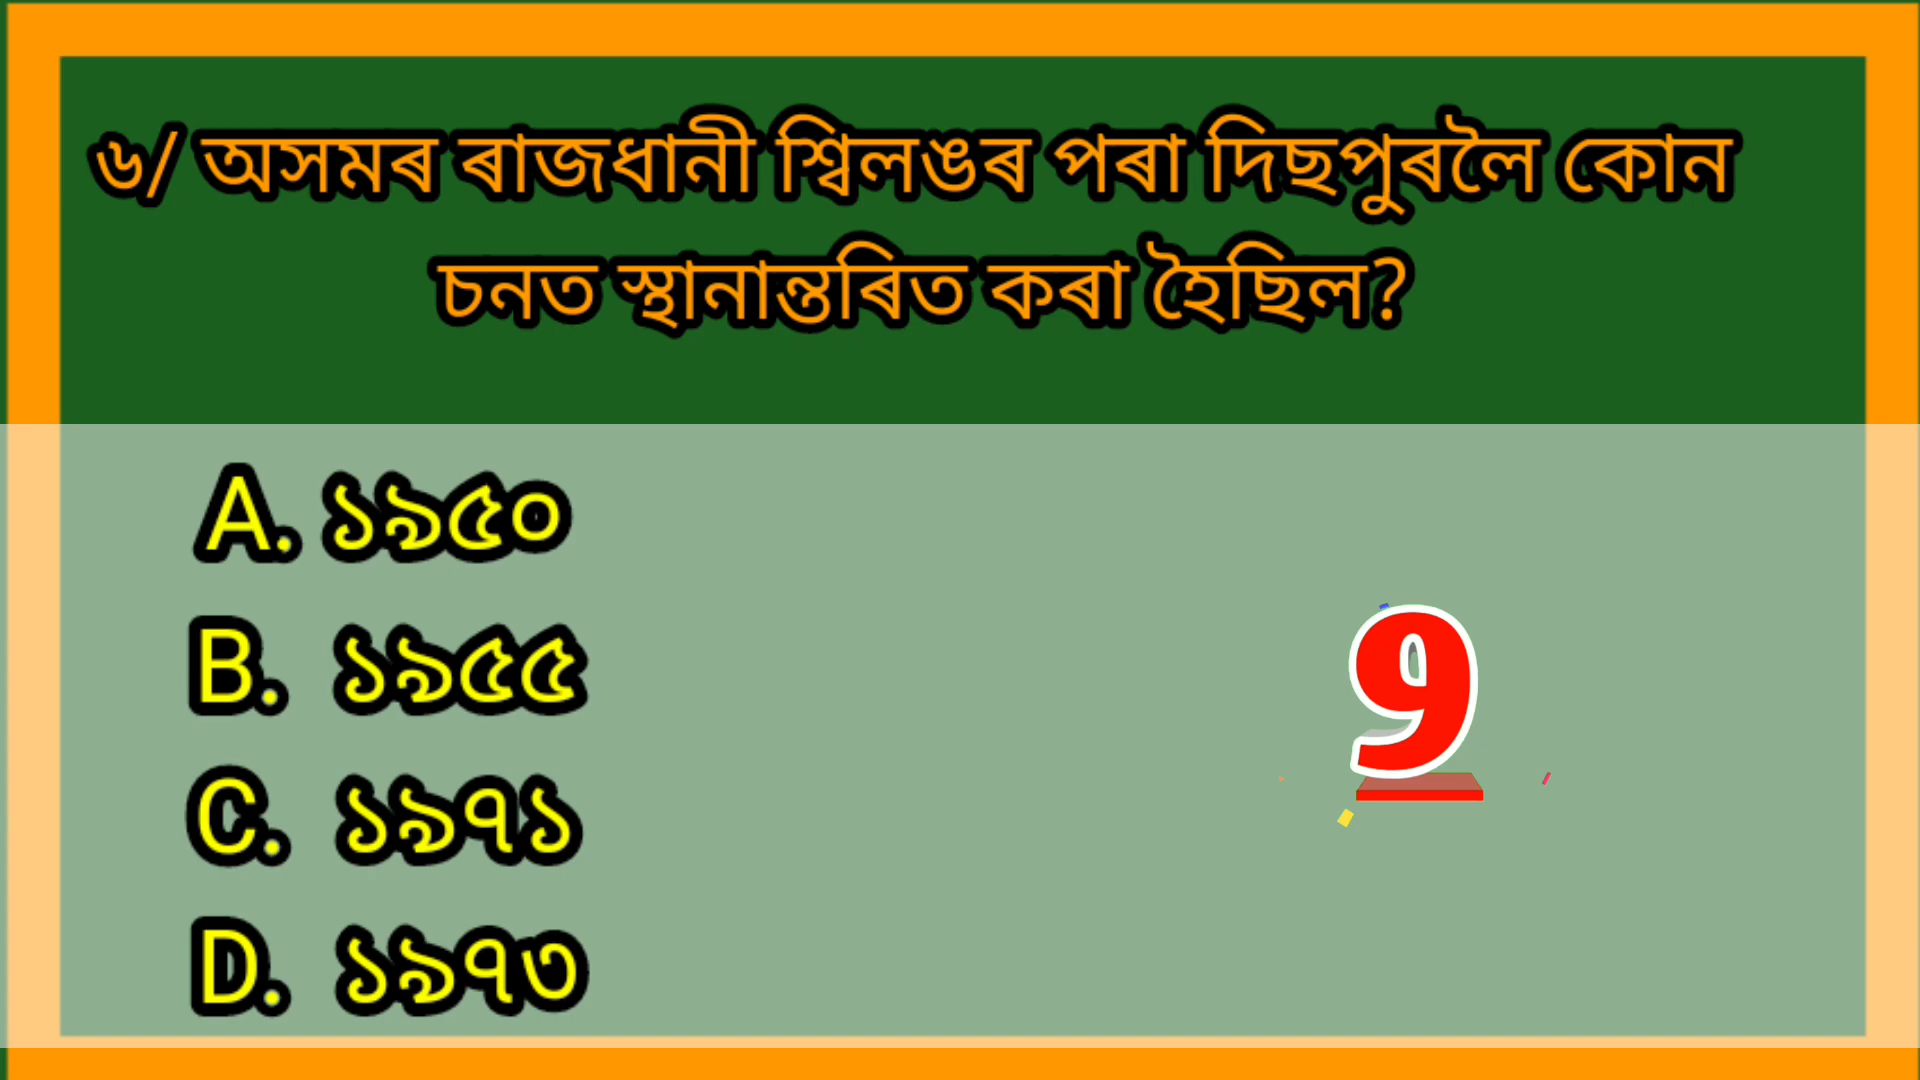 ৬/ অসমৰ ৰাজধানী শ্বিলঙৰ পৰা দিছপুৰলৈ কোন
চনত স্থানান্তৰিত কৰা হৈছিল?
A. ১৯৫০
B. ১৯৫৫
C. ১৯৭১
D. ১৯৭৩
9